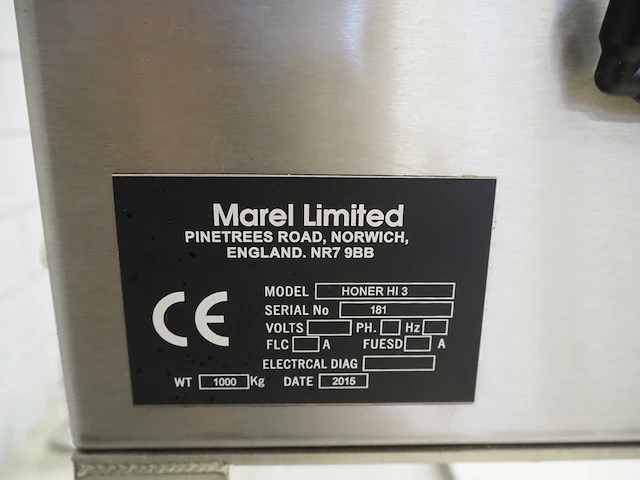 Marel Limited
PINETREES ROAD, NORWICH,
ENGLAND. NR7 9BB
CE
MODEL HONER HI 3
SERIAL No 181
VOLTS PH. Hz
FLC A FUESD A
ELECTRCAL DIAG
WT 1000 Kg DATE 2015